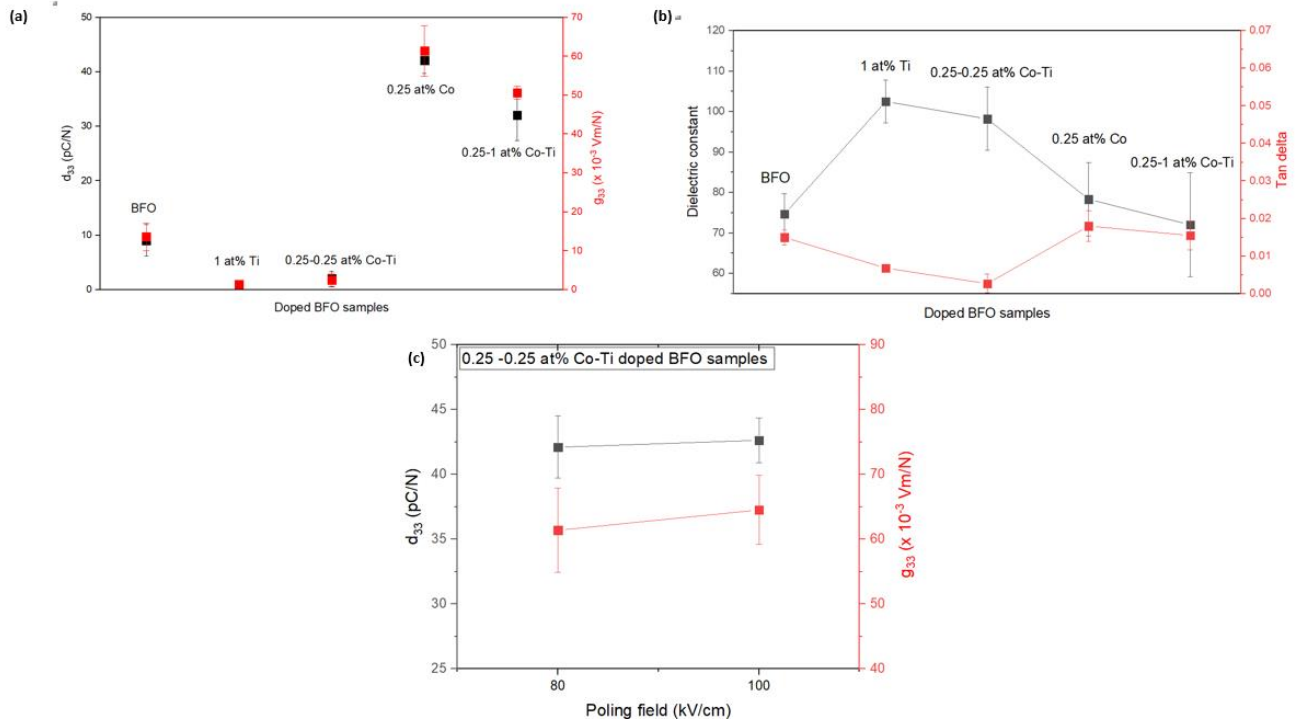 (a)
a
50
40
30
20
10
0
d33 (pC/N)
BFO
1 at% Ti
0.25-0.25 at% Co-Ti
0.25 at% Co
0.25-1 at% Co-Ti
70
60
50
40
30
20
10
0
g33 (x 10-3 Vm/N)
Doped BFO samples
(b)
a
120
110
100
90
80
70
60
Dielectric constant
BFO
1 at% Ti
0.25-0.25 at% Co-Ti
0.25 at% Co
0.25-1 at% Co-Ti
0.07
0.06
0.05
0.04
0.03
0.02
0.01
0.00
Tan delta
Doped BFO samples
(c)
0.25 -0.25 at% Co-Ti doped BFO samples
50
45
40
35
30
25
d33 (pC/N)
90
80
70
60
50
40
g33 (x 10-3 Vm/N)
80
100
Poling field (kV/cm)